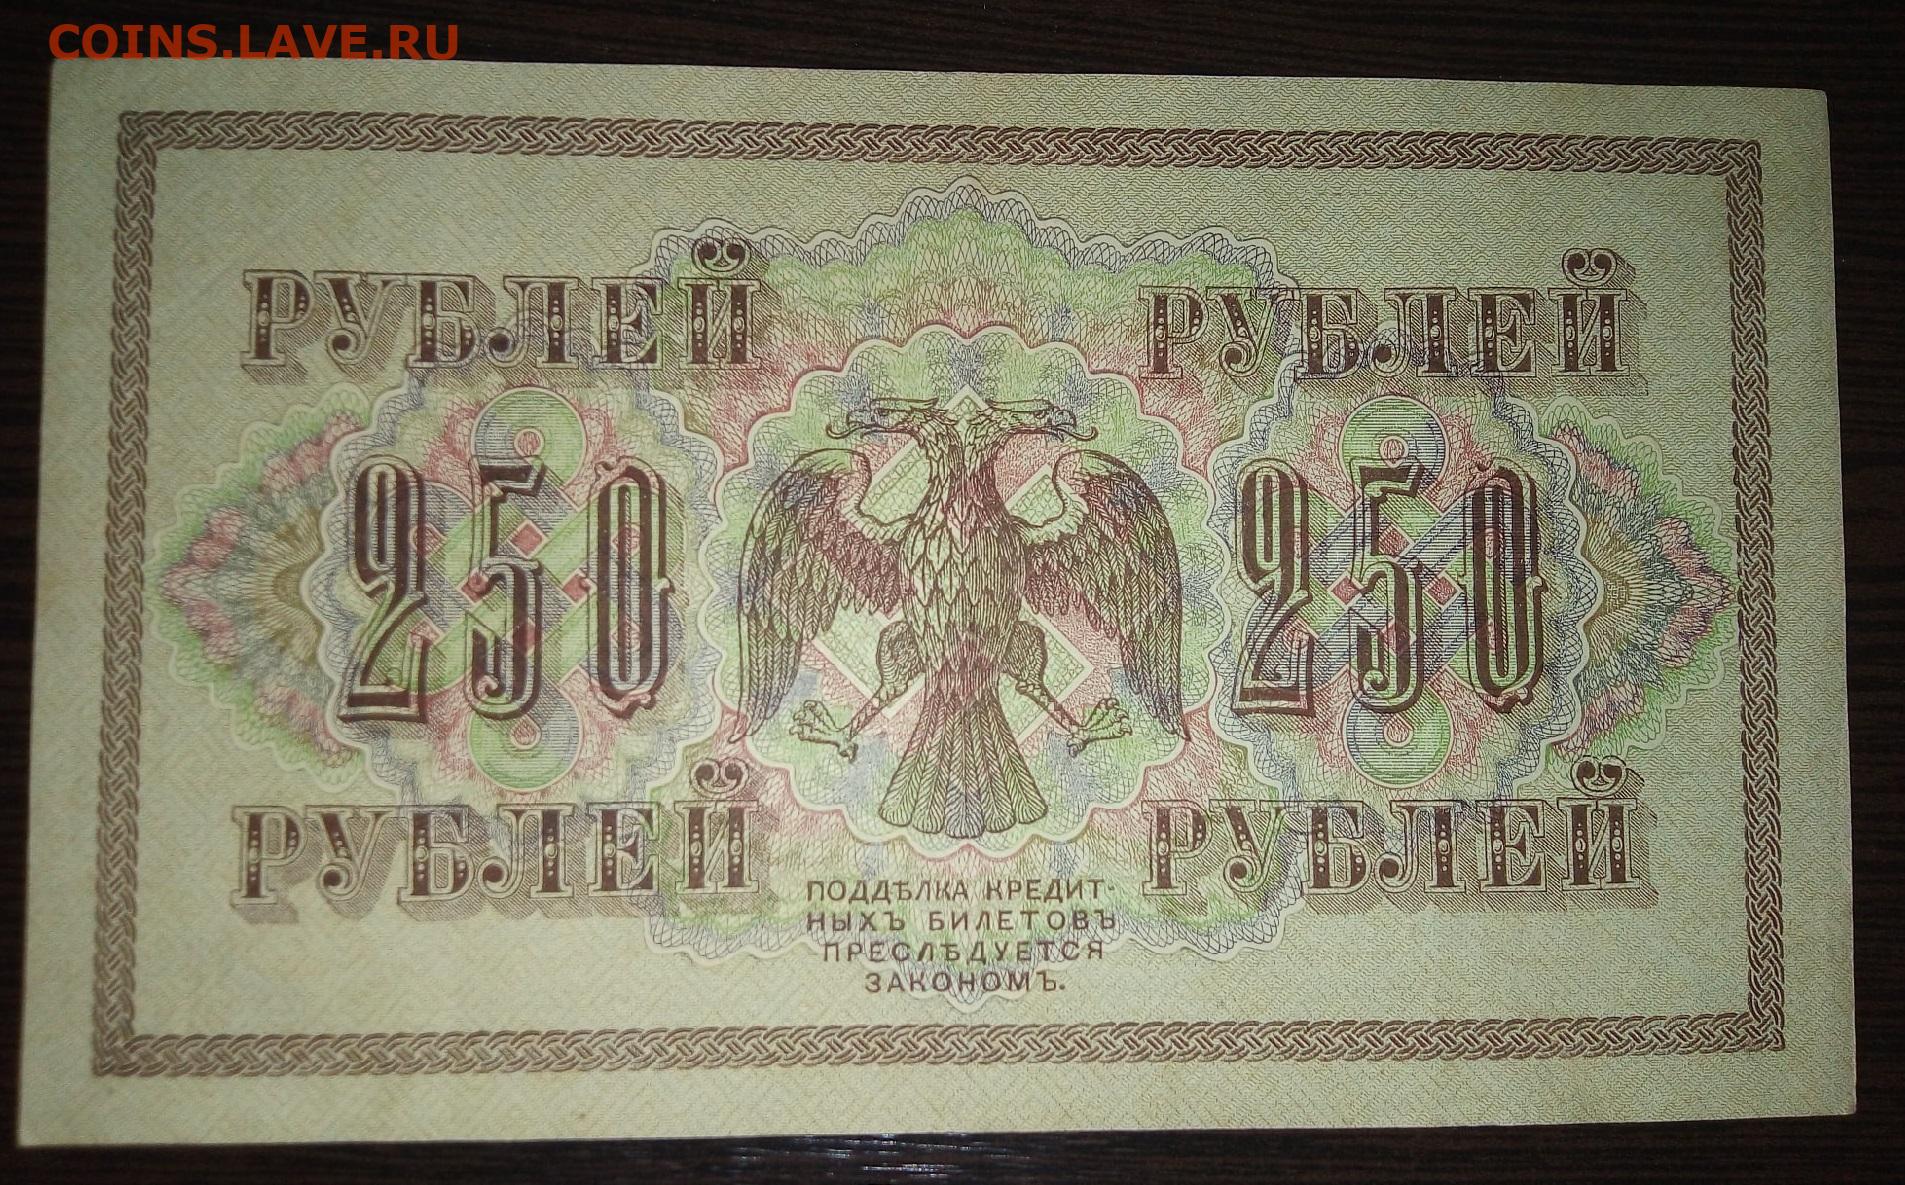 COINS.LAVE.RU
РУБЛЕЙ РУБЛЕЙ
250 250
РУБЛЕЙ РУБЛЕЙ
ПОДДѢЛКА КРЕДИТ-
НЫХЪ БИЛЕТОВЪ
ПРЕСЛѢДУЕТСЯ
ЗАКОНОМЪ.